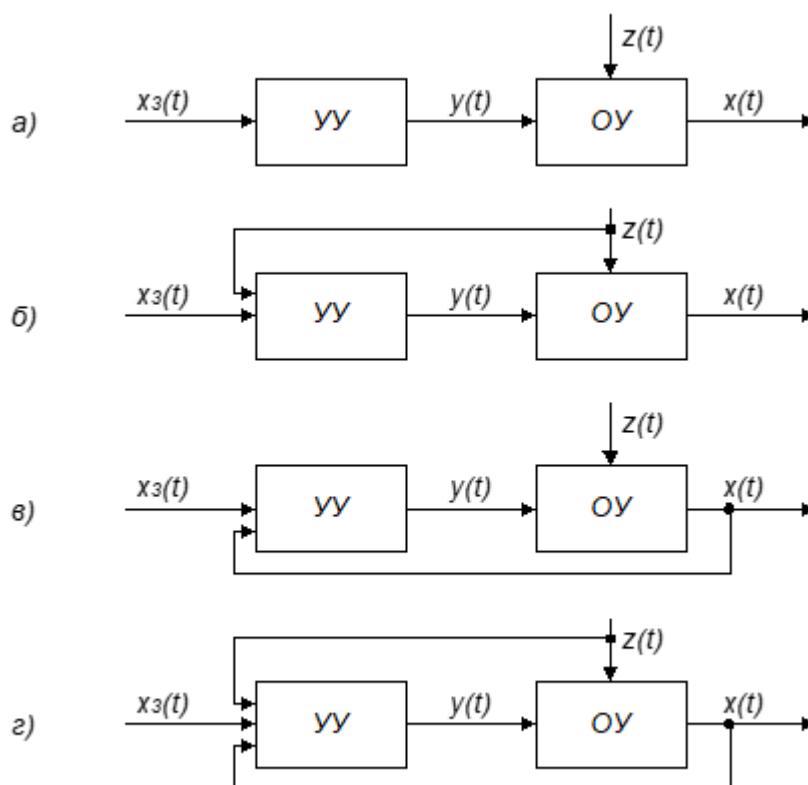 z(t)
а) xз(t) УУ y(t) ОУ x(t)
z(t)
б) xз(t) УУ y(t) ОУ x(t)
z(t)
в) xз(t) УУ y(t) ОУ x(t)
z(t)
г) xз(t) УУ y(t) ОУ x(t)